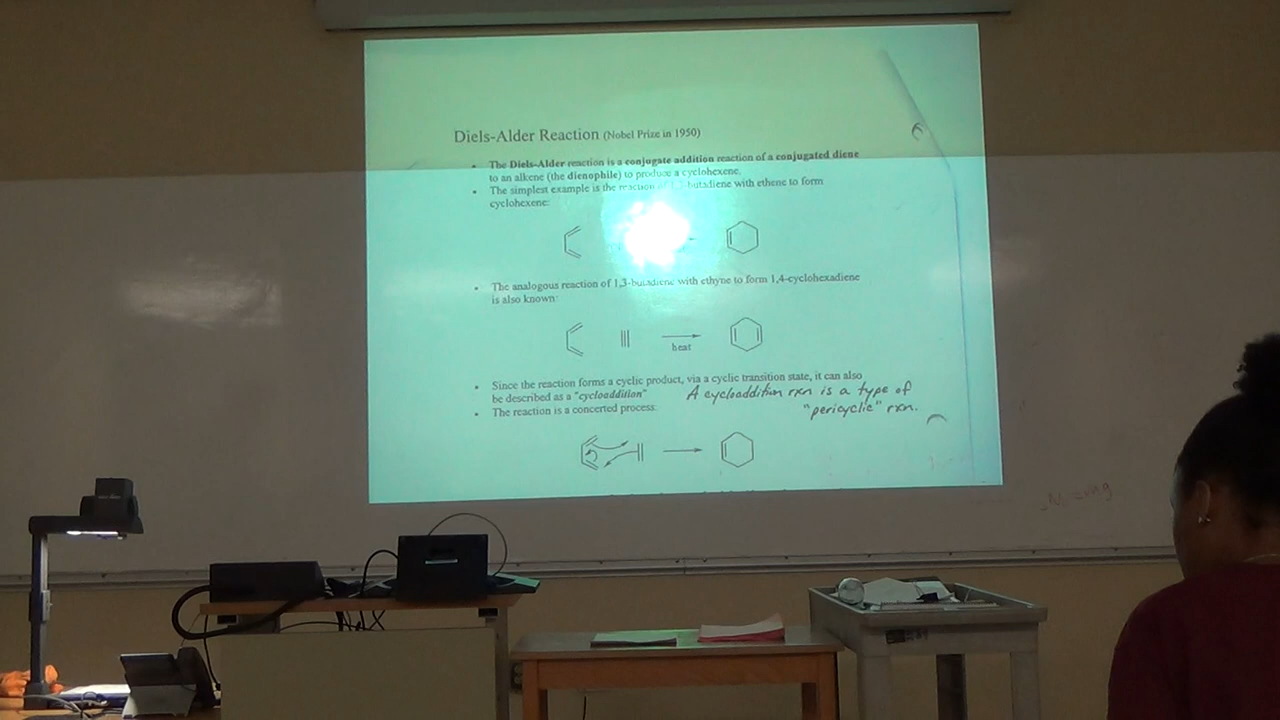 Diels-Alder Reaction (Nobel Prize in 1950)
• The Diels-Alder reaction is a conjugate addition reaction of a conjugated diene
to an alkene (the dienophile) to produce a cyclohexene.
• The simplest example is the reaction of 1,3-butadiene with ethene to form
cyclohexene:
• The analogous reaction of 1,3-butadiene with ethyne to form 1,4-cyclohexadiene
is also known:
heat
• Since the reaction forms a cyclic product, via a cyclic transition state, it can also
be described as a "cycloaddition" A cycloaddition rxn is a type of
• The reaction is a concerted process: "pericyclic" rxn.